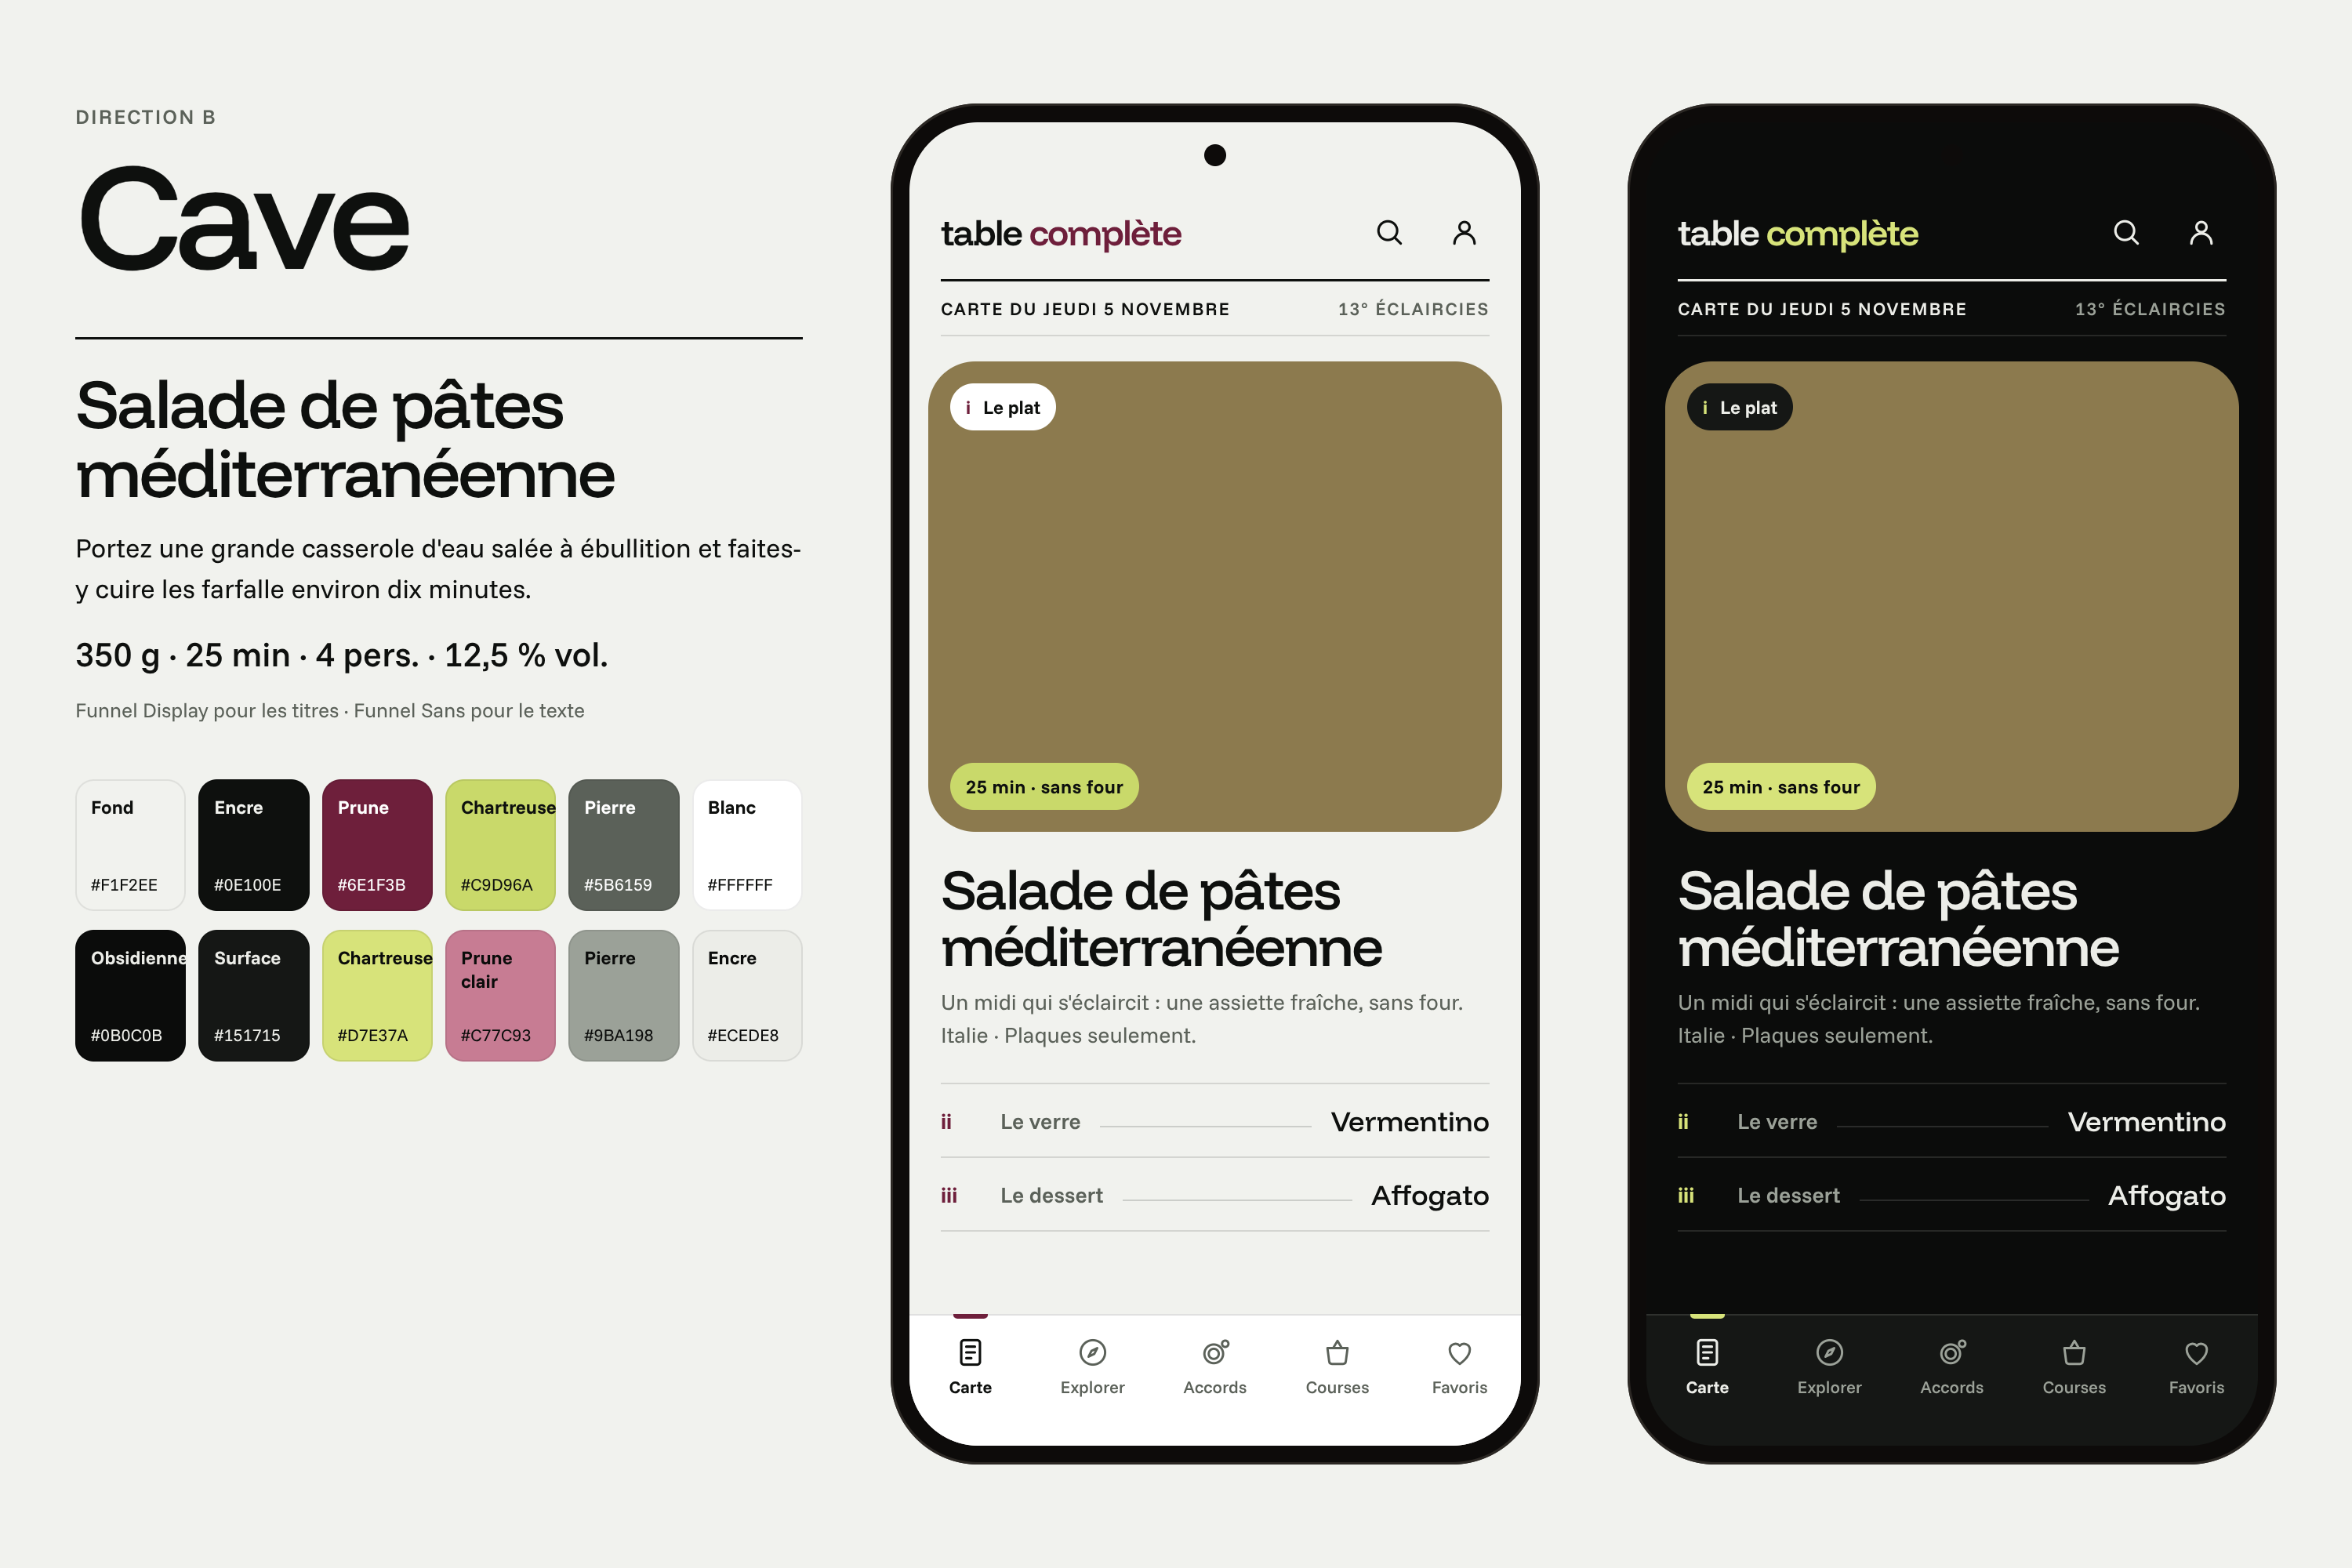 DIRECTION B
Cave
Salade de pâtes
méditerranéenne
Portez une grande casserole d'eau salée à ébullition et faites-
y cuire les farfalle environ dix minutes.
350 g · 25 min · 4 pers. · 12,5 % vol.
Funnel Display pour les titres · Funnel Sans pour le texte
Fond
#F1F2EE
Encre
#0E100E
Prune
#6E1F3B
Chartreuse
#C9D96A
Pierre
#5B6159
Blanc
#FFFFFF
Obsidienne
#0B0C0B
Surface
#151715
Chartreuse
#D7E37A
Prune
clair
#C77C93
Pierre
#9BA198
Encre
#ECEDE8
table complète
CARTE DU JEUDI 5 NOVEMBRE
13° ÉCLAIRCIES
i Le plat
25 min · sans four
Salade de pâtes
méditerranéenne
Un midi qui s'éclaircit : une assiette fraîche, sans four.
Italie · Plaques seulement.
ii Le verre Vermentino
iii Le dessert Affogato
Carte
Explorer
Accords
Courses
Favoris
table complète
CARTE DU JEUDI 5 NOVEMBRE
13° ÉCLAIRCIES
i Le plat
25 min · sans four
Salade de pâtes
méditerranéenne
Un midi qui s'éclaircit : une assiette fraîche, sans four.
Italie · Plaques seulement.
ii Le verre Vermentino
iii Le dessert Affogato
Carte
Explorer
Accords
Courses
Favoris